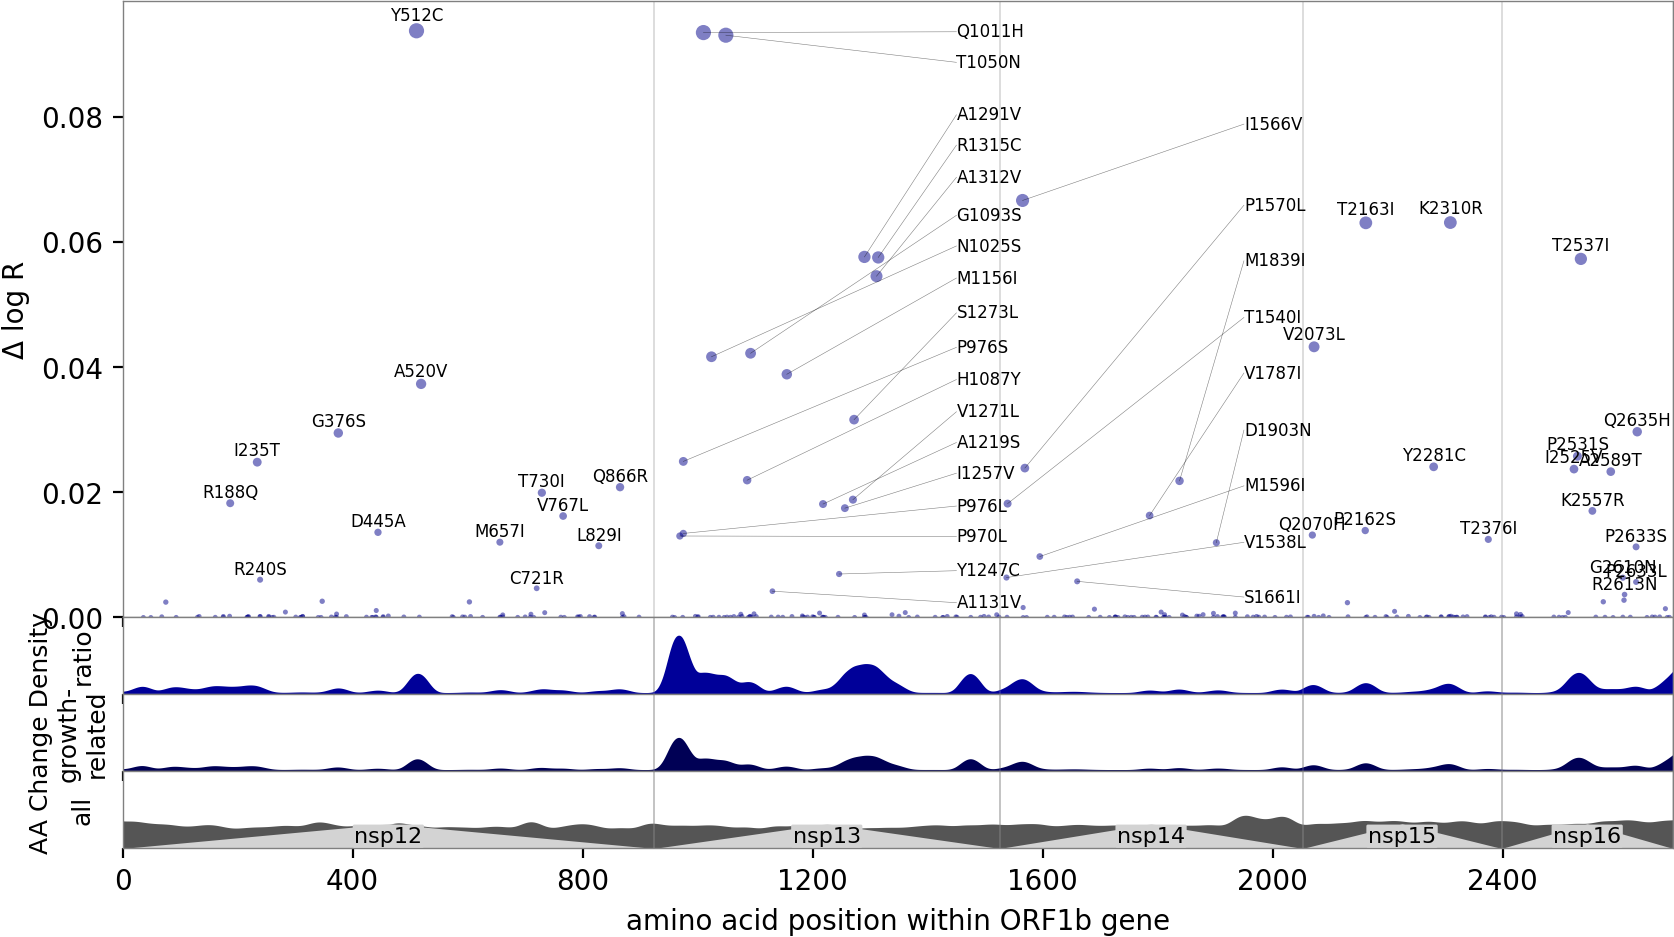 Y512C
Q1011H
T1050N
A1291V
I1566V
R1315C
A1312V
P1570L
T2163I
K2310R
G1093S
N1025S
T2537I
M1839I
M1156I
S1273L
T1540I
V2073L
P976S
A520V
V1787I
H1087Y
G376S
V1271L
Q2635H
D1903N
A1219S
P2531S
I235T
Y2281C
I2525V
A2589T
I1257V
Q866R
T730I
M1596I
R188Q
K2557R
V767L
P976L
D445A
P2162S
Q2070H
T2376I
M657I
L829I
P970L
P2633S
V1538L
R240S
Y1247C
G2610N
P2633L
C721R
R2613N
S1661I
A1131V
0.08
0.06
0.04
0.02
0.00
Δ log R
AA Change Density
ratio
growth-
related
all
nsp12
nsp13
nsp14
nsp15
nsp16
0
400
800
1200
1600
2000
2400
amino acid position within ORF1b gene